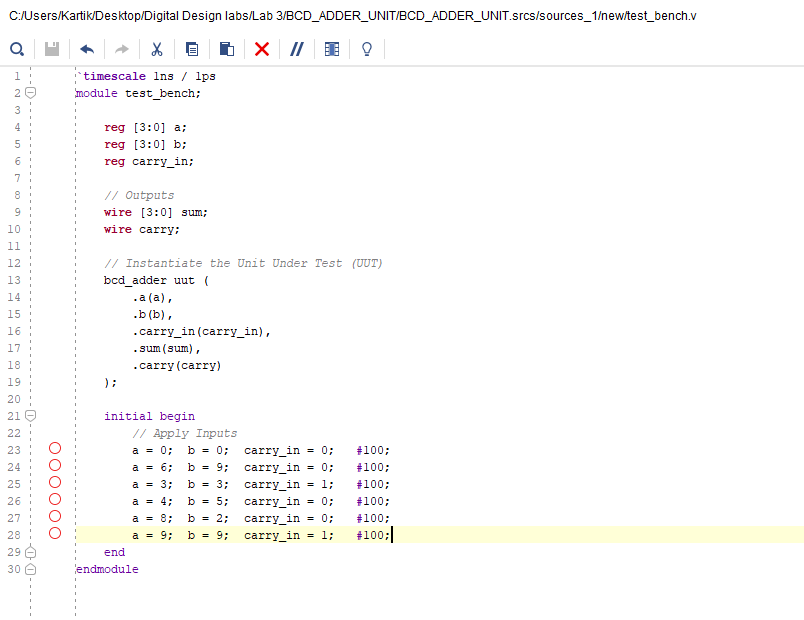 C:/Users/Kartik/Desktop/Digital Design labs/Lab 3/BCD_ADDER_UNIT/BCD_ADDER_UNIT.srcs/sources_1/new/test_bench.v
1 `timescale 1ns / 1ps
2 module test_bench;
3
4 reg [3:0] a;
5 reg [3:0] b;
6 reg carry_in;
7
8 // Outputs
9 wire [3:0] sum;
10 wire carry;
11
12 // Instantiate the Unit Under Test (UUT)
13 bcd_adder uut (
14 .a(a),
15 .b(b),
16 .carry_in(carry_in),
17 .sum(sum),
18 .carry(carry)
19 );
20
21 initial begin
22 // Apply Inputs
23 a = 0; b = 0; carry_in = 0; #100;
24 a = 6; b = 9; carry_in = 0; #100;
25 a = 3; b = 3; carry_in = 1; #100;
26 a = 4; b = 5; carry_in = 0; #100;
27 a = 8; b = 2; carry_in = 0; #100;
28 a = 9; b = 9; carry_in = 1; #100;
29 end
30 endmodule